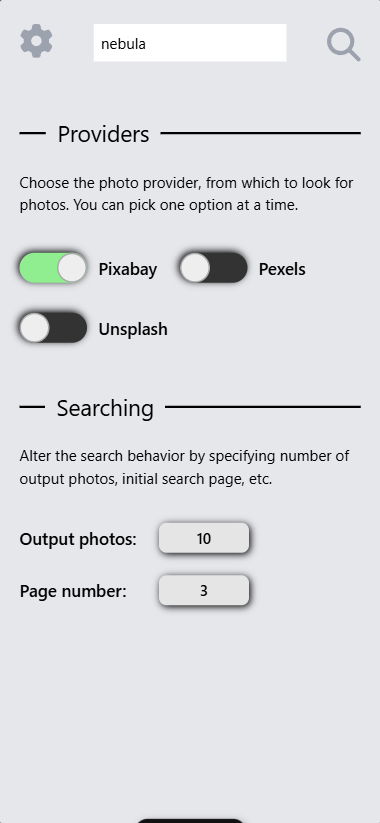 nebula
Providers
Choose the photo provider, from which to look for
photos. You can pick one option at a time.
Pixabay
Pexels
Unsplash
Searching
Alter the search behavior by specifying number of
output photos, initial search page, etc.
Output photos: 10
Page number: 3